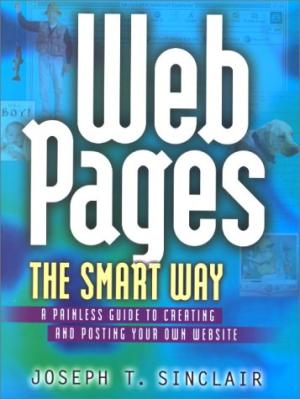 Web
Pages
THE SMART WAY
A PAINLESS GUIDE TO CREATING
AND POSTING YOUR OWN WEBSITE
JOSEPH T. SINCLAIR